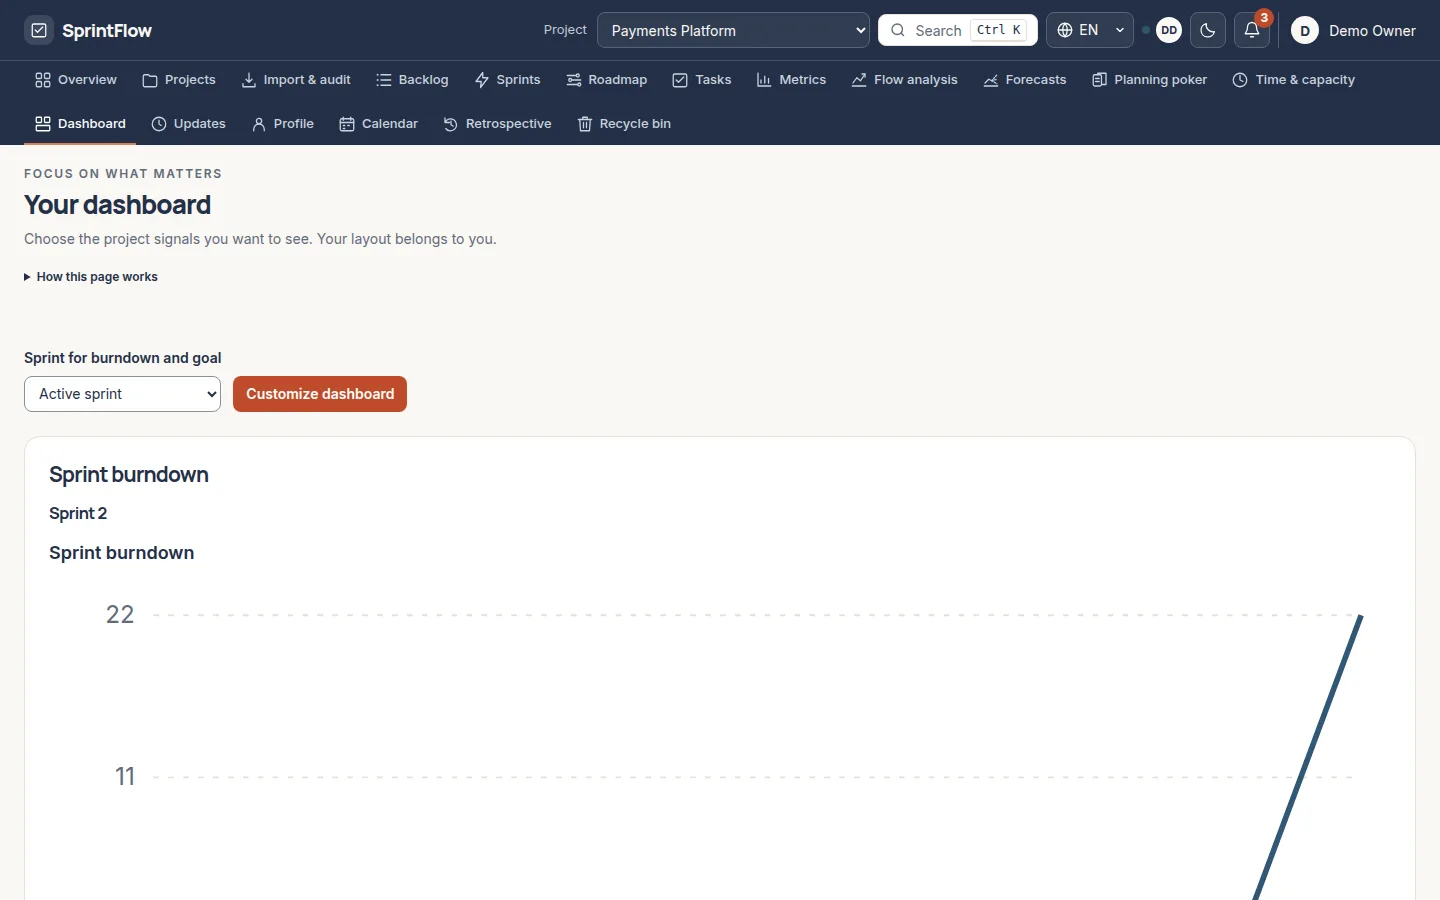 SprintFlow
Project
Payments Platform
Search Ctrl K
EN
DD
3
D
Demo Owner
Overview Projects Import & audit Backlog Sprints Roadmap Tasks Metrics Flow analysis Forecasts Planning poker Time & capacity
Dashboard Updates Profile Calendar Retrospective Recycle bin
FOCUS ON WHAT MATTERS
Your dashboard
Choose the project signals you want to see. Your layout belongs to you.
How this page works
Sprint for burndown and goal
Active sprint
Customize dashboard
Sprint burndown
Sprint 2
Sprint burndown
22
11